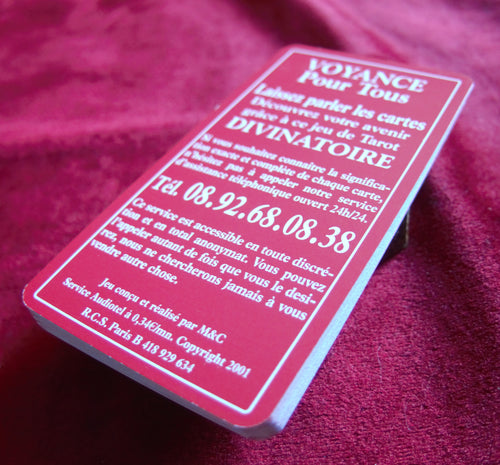 VOYANCE
Pour Tous
Laissez parler les cartes
Découvrez votre avenir
grâce à ce jeu de Tarot
DIVINATOIRE
Si vous souhaitez connaître la significa-
tion exacte et complète de chaque carte,
n'hésitez pas à appeler notre service
d'assistance téléphonique ouvert 24h/24.
Tél. 08.92.68.08.38
Ce service est accessible en toute discré-
tion et en total anonymat. Vous pouvez
l'appeler autant de fois que vous le desi-
rez, nous ne chercherons jamais à vous
vendre autre chose.
Jeu conçu et réalisé par M&C
Service Audiotel à 0,34€/mn. Copyright 2001
R.C.S. Paris B 418 929 634